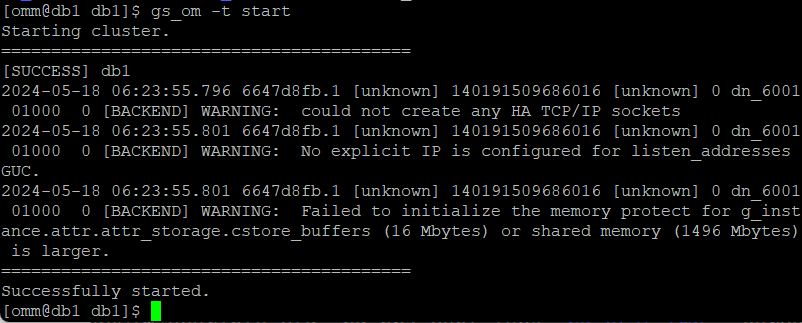 [omm@db1 db1]$ gs_om -t start
Starting cluster.
=========================================
[SUCCESS] db1
2024-05-18 06:23:55.796 6647d8fb.1 [unknown] 140191509686016 [unknown] 0 dn_6001
 01000  0 [BACKEND] WARNING:  could not create any HA TCP/IP sockets
2024-05-18 06:23:55.801 6647d8fb.1 [unknown] 140191509686016 [unknown] 0 dn_6001
 01000  0 [BACKEND] WARNING:  No explicit IP is configured for listen_addresses
GUC.
2024-05-18 06:23:55.801 6647d8fb.1 [unknown] 140191509686016 [unknown] 0 dn_6001
 01000  0 [BACKEND] WARNING:  Failed to initialize the memory protect for g_inst
ance.attr.attr_storage.cstore_buffers (16 Mbytes) or shared memory (1496 Mbytes)
 is larger.
=========================================
Successfully started.
[omm@db1 db1]$